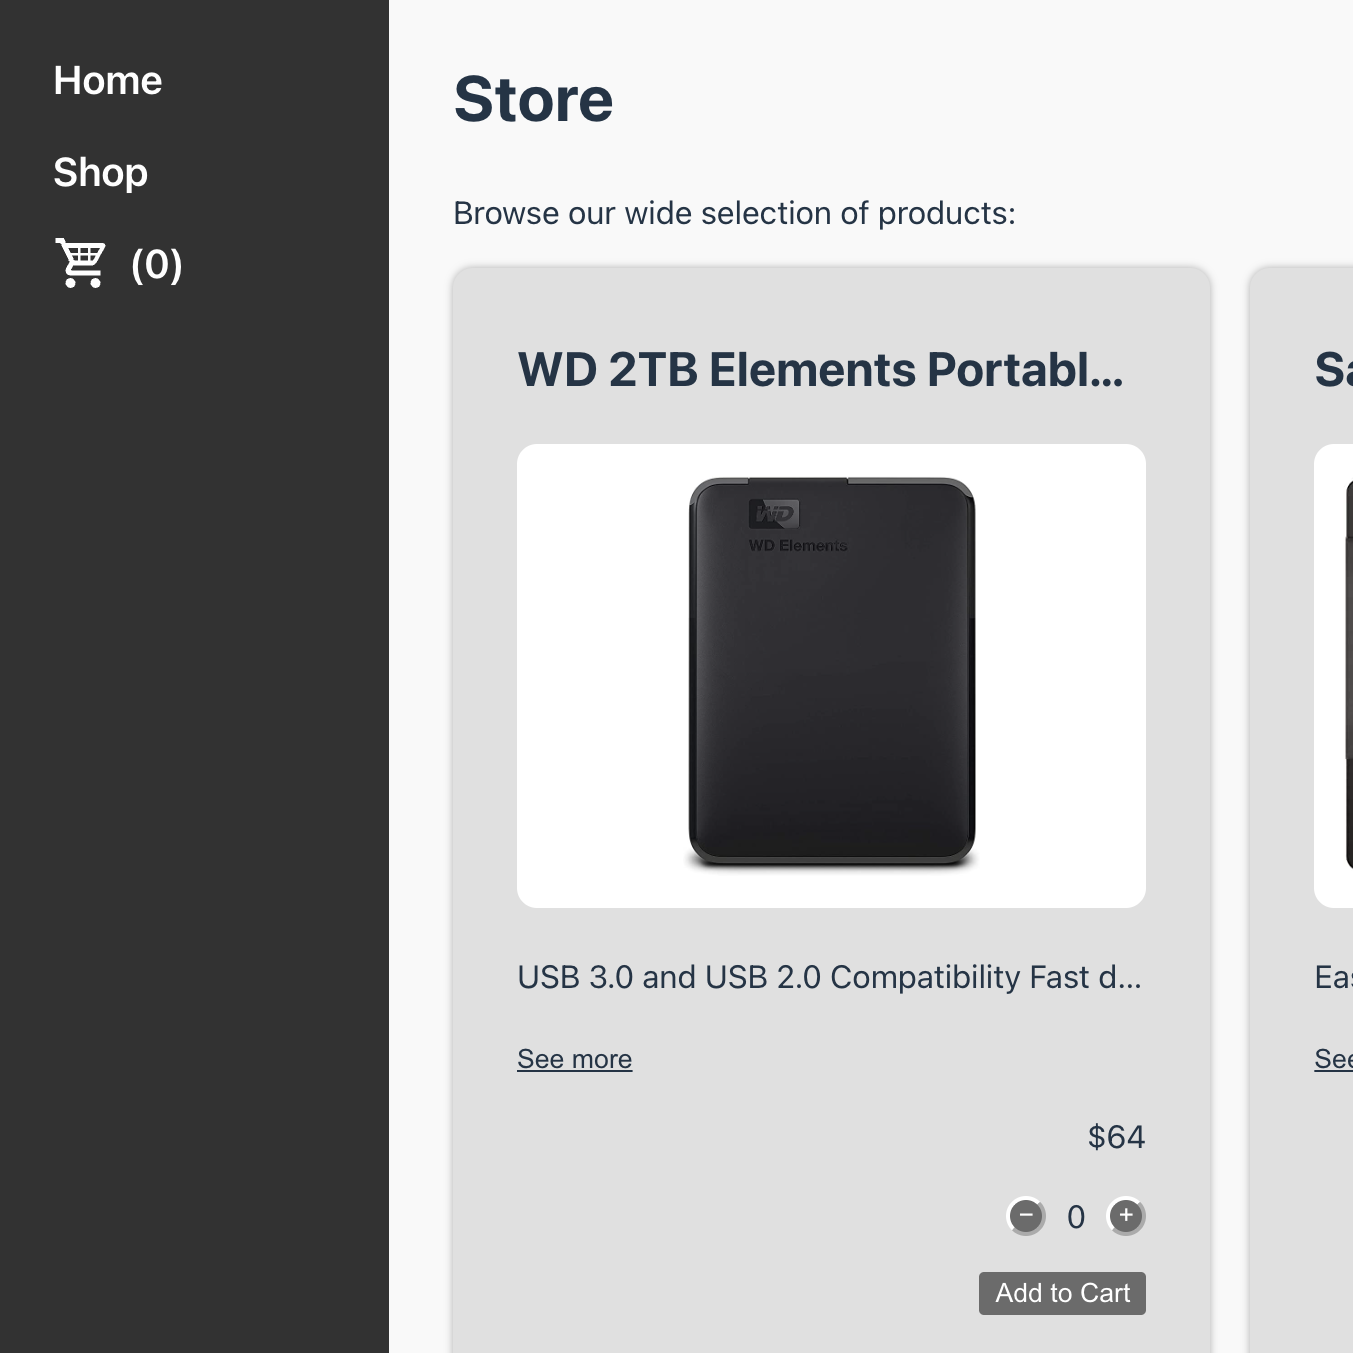 Home
Shop
(0)
Store
Browse our wide selection of products:
WD 2TB Elements Portabl...
Sa
WD
WD Elements
USB 3.0 and USB 2.0 Compatibility Fast d...
Eas
See more
See
$64
− 0 +
Add to Cart